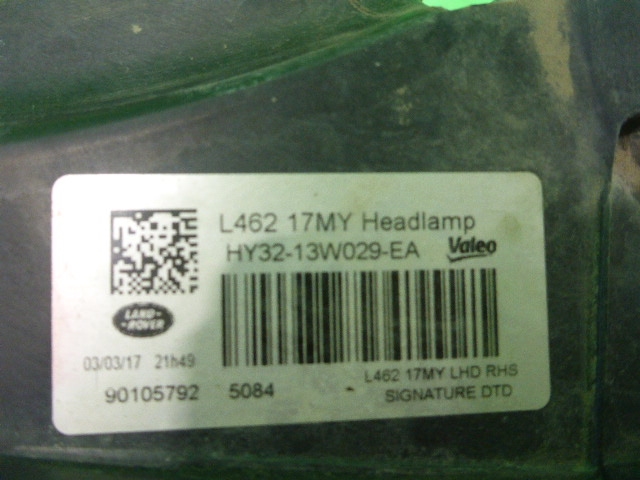 L462 17MY Headlamp
HY32-13W029-EA Valeo
LAND-
-ROVER
03/03/17 21h49
90105792 5084
L462 17MY LHD RHS
SIGNATURE DTD